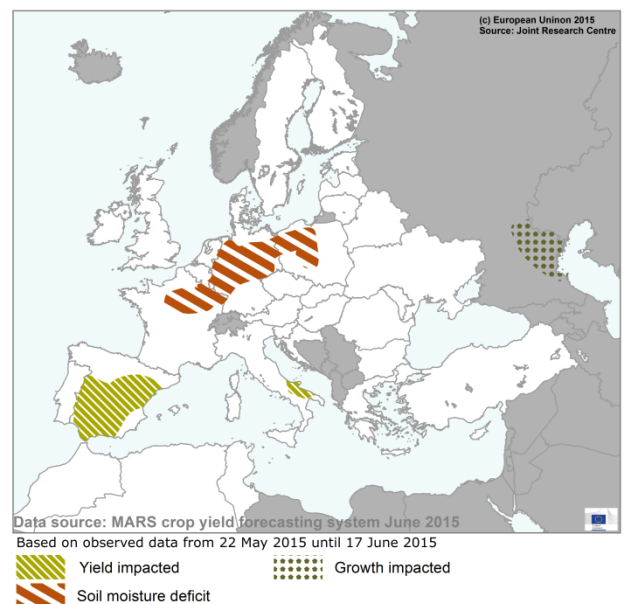 (c) European Uninon 2015
Source: Joint Research Centre
Data source: MARS crop yield forecasting system June 2015
Based on observed data from 22 May 2015 until 17 June 2015
Yield impacted
Growth impacted
Soil moisture deficit